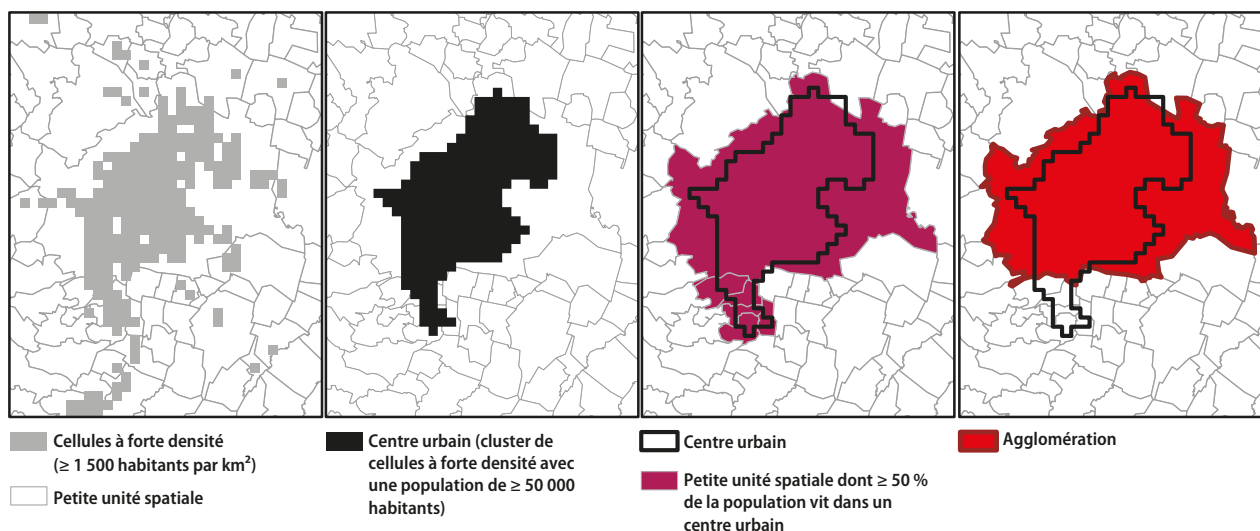 Cellules à forte densité
(≥ 1 500 habitants par km²)
Petite unité spatiale
Centre urbain (cluster de
cellules à forte densité avec
une population de ≥ 50 000
habitants)
Centre urbain
Petite unité spatiale dont ≥ 50 %
de la population vit dans un
centre urbain
Agglomération